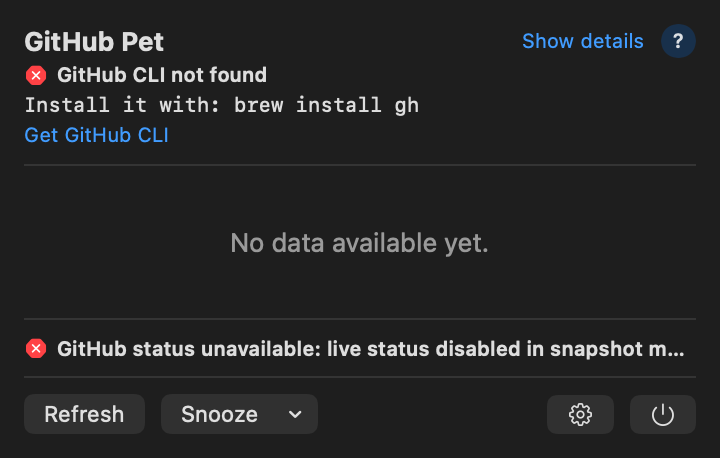 GitHub Pet
Show details
?
GitHub CLI not found
Install it with: brew install gh
Get GitHub CLI
No data available yet.
GitHub status unavailable: live status disabled in snapshot m...
Refresh
Snooze